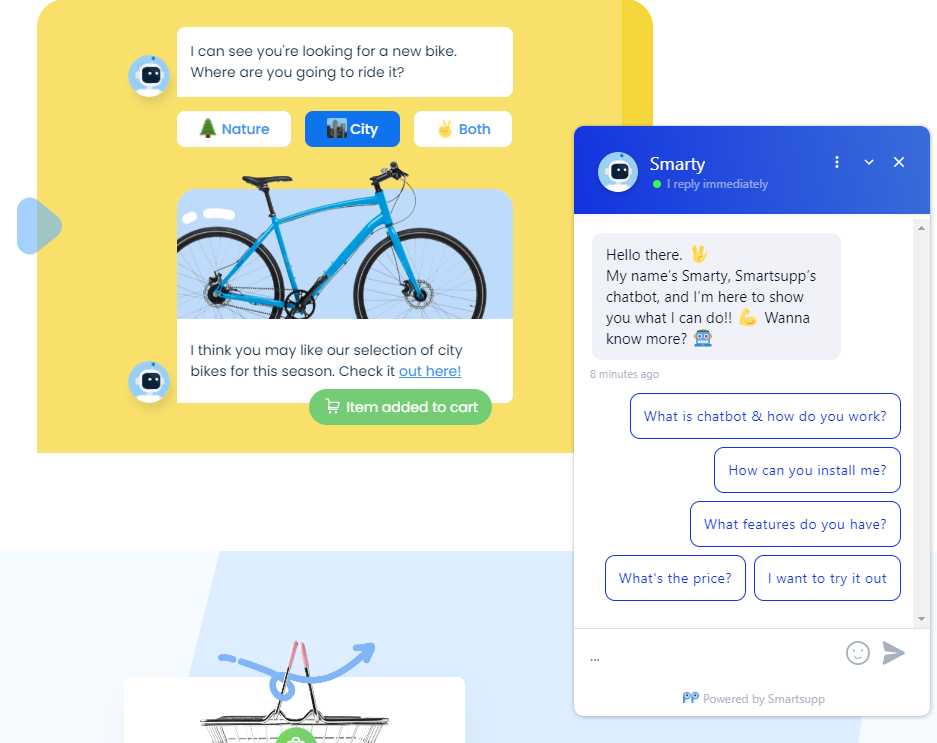 I can see you're looking for a new bike.
Where are you going to ride it?
🌲 Nature
🏙️ City
✌️ Both
I think you may like our selection of city
bikes for this season. Check it out here!
Item added to cart
Smarty
I reply immediately
Hello there. 🖖
My name's Smarty, Smartsupp's
chatbot, and I'm here to show
you what I can do!! 💪 Wanna
know more? 🤖
8 minutes ago
What is chatbot & how do you work?
How can you install me?
What features do you have?
What's the price?
I want to try it out
...
Powered by Smartsupp